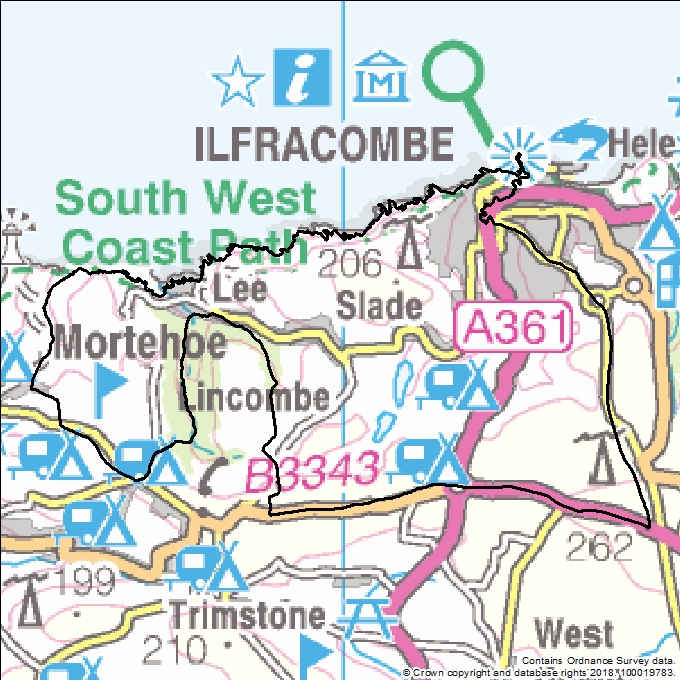 ILFRACOMBE
Hele
South West
Coast Path
206
Lee
Slade
A361
Mortehoe
Lincombe
B3343
262
199
Trimstone
210
West
Contains Ordnance Survey data.
© Crown copyright and database rights 2018 100019783.